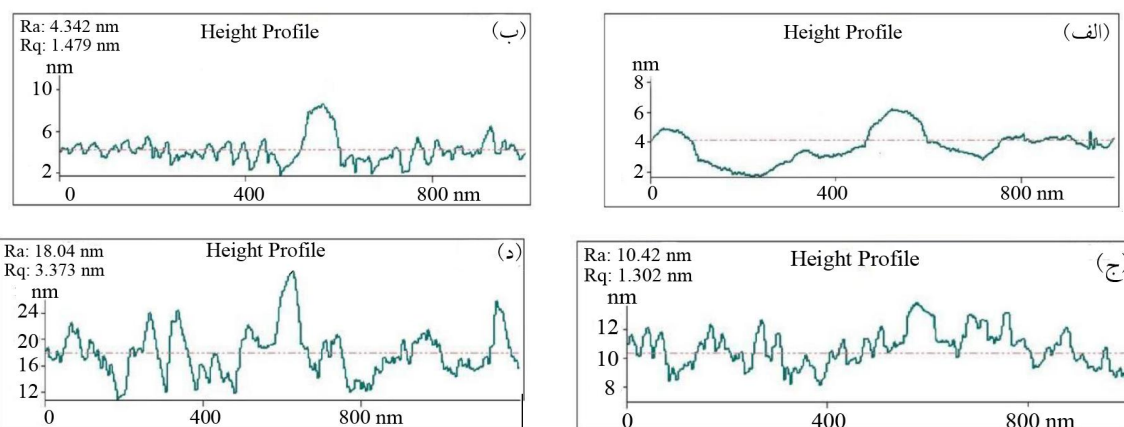 Ra: 4.342 nm
Rq: 1.479 nm
Height Profile
(ب)
nm
10
6
2
0 400 800 nm
Height Profile
(الف)
nm
8
6
4
2
0 400 800 nm
Ra: 18.04 nm
Rq: 3.373 nm
Height Profile
(د)
nm
24
20
16
12
0 400 800 nm
Ra: 10.42 nm
Rq: 1.302 nm
Height Profile
(ج)
nm
12
10
8
0 400 800 nm